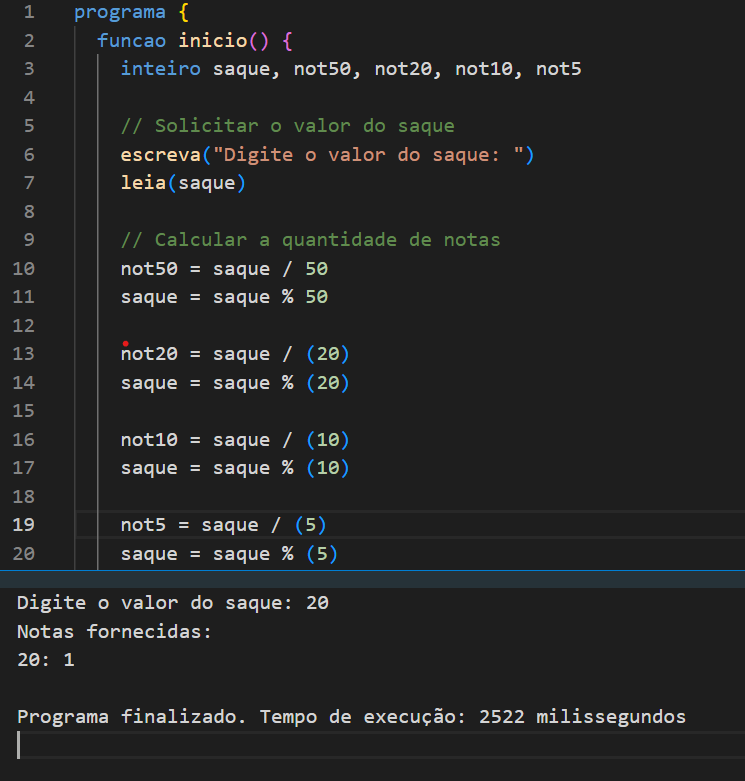 1 programa {
2 funcao inicio() {
3 inteiro saque, not50, not20, not10, not5
4
5 // Solicitar o valor do saque
6 escreva("Digite o valor do saque: ")
7 leia(saque)
8
9 // Calcular a quantidade de notas
10 not50 = saque / 50
11 saque = saque % 50
12
13 not20 = saque / (20)
14 saque = saque % (20)
15
16 not10 = saque / (10)
17 saque = saque % (10)
18
19 not5 = saque / (5)
20 saque = saque % (5)
Digite o valor do saque: 20
Notas fornecidas:
20: 1
Programa finalizado. Tempo de execução: 2522 milissegundos